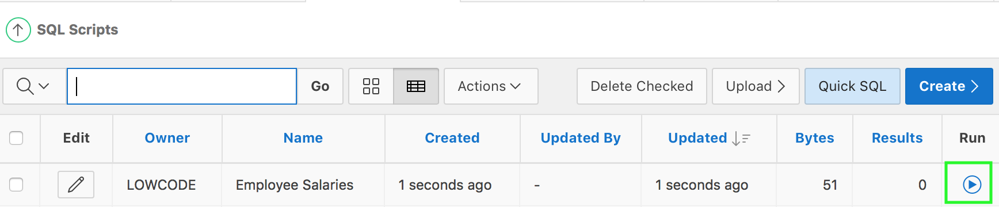 SQL Scripts
Go Actions Delete Checked Upload Quick SQL Create
Edit Owner Name Created Updated By Updated Bytes Results Run
LOWCODE Employee Salaries 1 seconds ago - 1 seconds ago 51 0